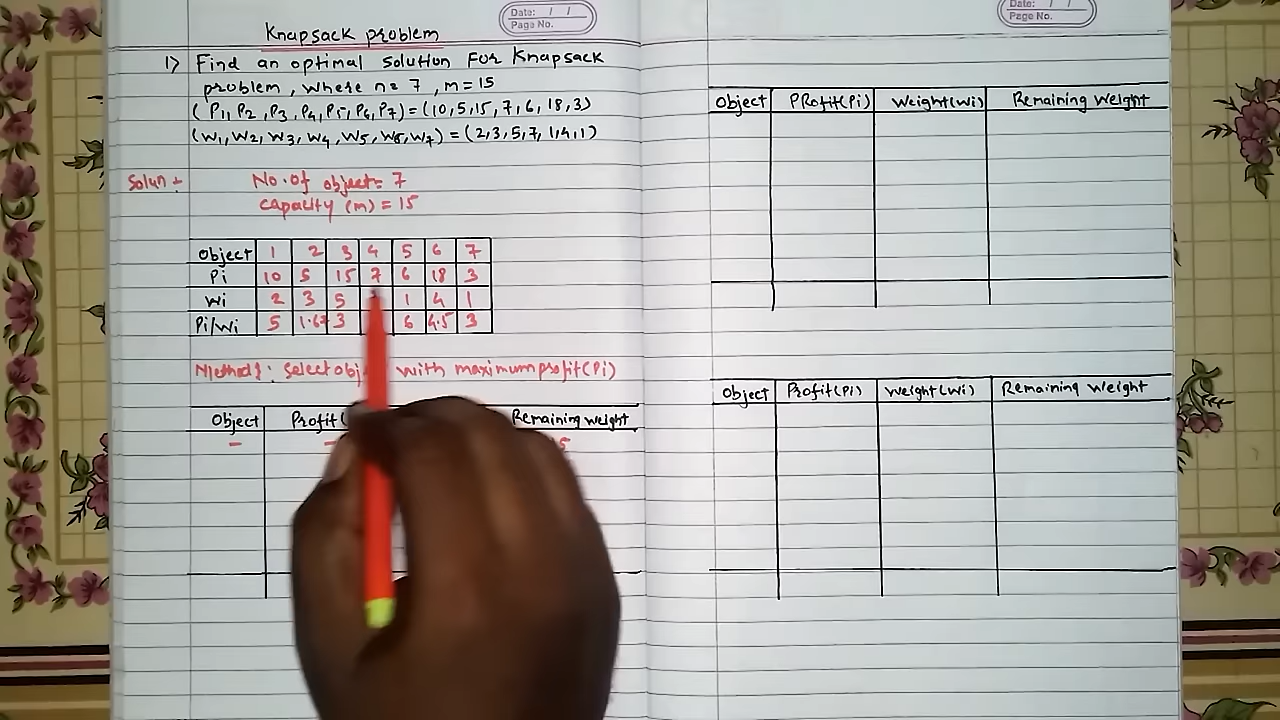 Date: / /
Page No.
Knapsack problem
1) Find an optimal solution For Knapsack
problem, where n= 7, m=15
(P1, P2, P3, P4, P5, P6, P7) = (10,5,15,7,6,18,3)
(W1, W2, W3, W4, W5, W6, W7) = (2,3,5,7,1,4,1)
Solun :-
No. of object= 7
capacity (m) = 15
Object 1 2 3 4 5 6 7
Pi 10 5 15 7 6 18 3
Wi 2 3 5 1 4 1
Pi/Wi 5 1.67 3 6 4.5 3
Method 1: Select obj with maximum profit(Pi)
Object Profit( Remaining weight
- -
Date: / /
Page No.
Object PRofit(Pi) Weight(Wi) Remaining Weight
Object Profit(Pi) Weight(Wi) Remaining Weight